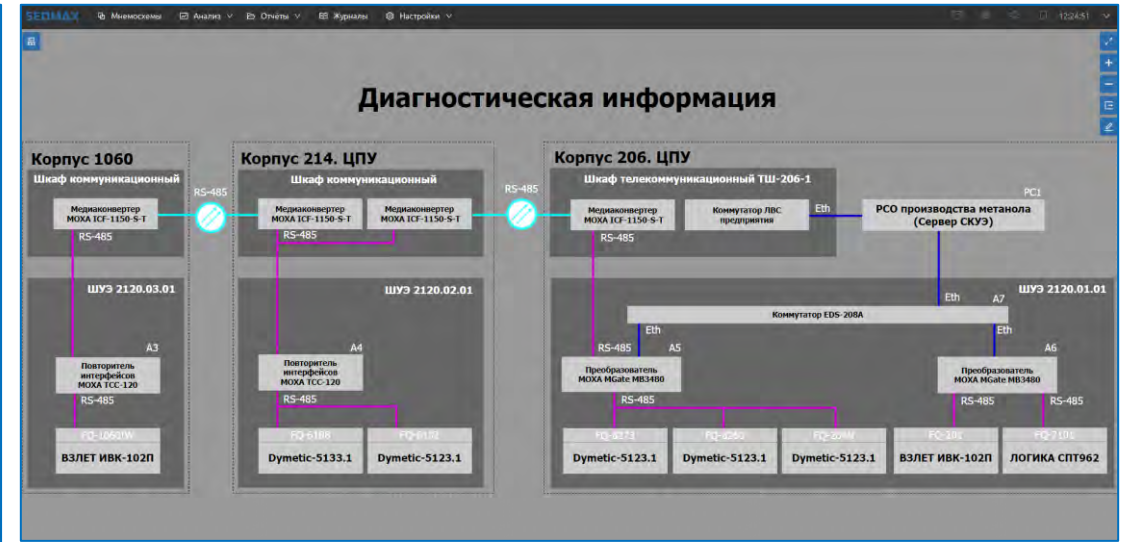 SEDMAX Мнемосхемы Анализ Отчёты Журналы Настройки 12:24:51
Диагностическая информация
Корпус 1060
Шкаф коммуникационный
Медиаконвертер
MOXA ICF-1150-S-T
RS-485
RS-485
ШУЭ 2120.03.01
A3
Повторитель
интерфейсов
MOXA TCC-120
RS-485
ВЗЛЕТ ИВК-102П
Корпус 214. ЦПУ
Шкаф коммуникационный
Медиаконвертер
MOXA ICF-1150-S-T
Медиаконвертер
MOXA ICF-1150-S-T
RS-485
RS-485
ШУЭ 2120.02.01
A4
Повторитель
интерфейсов
MOXA TCC-120
RS-485
Dymetic-5133.1
Dymetic-5123.1
Корпус 206. ЦПУ
Шкаф телекоммуникационный ТШ-206-1
Медиаконвертер
MOXA ICF-1150-S-T
RS-485
Коммутатор ЛВС
предприятия
Eth
PC1
РСО производства метанола
(Сервер СКУЭ)
ШУЭ 2120.01.01
Eth
A7
Коммутатор EDS-208A
Eth
Eth
RS-485
A5
Преобразователь
MOXA MGate MB3480
RS-485
A6
Преобразователь
MOXA MGate MB3480
RS-485
RS-485
Dymetic-5123.1
Dymetic-5123.1
Dymetic-5123.1
ВЗЛЕТ ИВК-102П
ЛОГИКА СПТ962